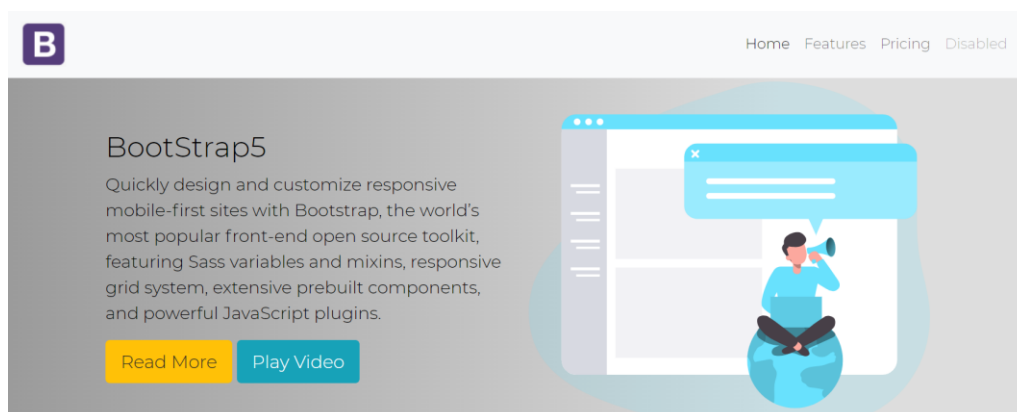 B
Home Features Pricing Disabled
BootStrap5
Quickly design and customize responsive
mobile-first sites with Bootstrap, the world's
most popular front-end open source toolkit,
featuring Sass variables and mixins, responsive
grid system, extensive prebuilt components,
and powerful JavaScript plugins.
Read More Play Video